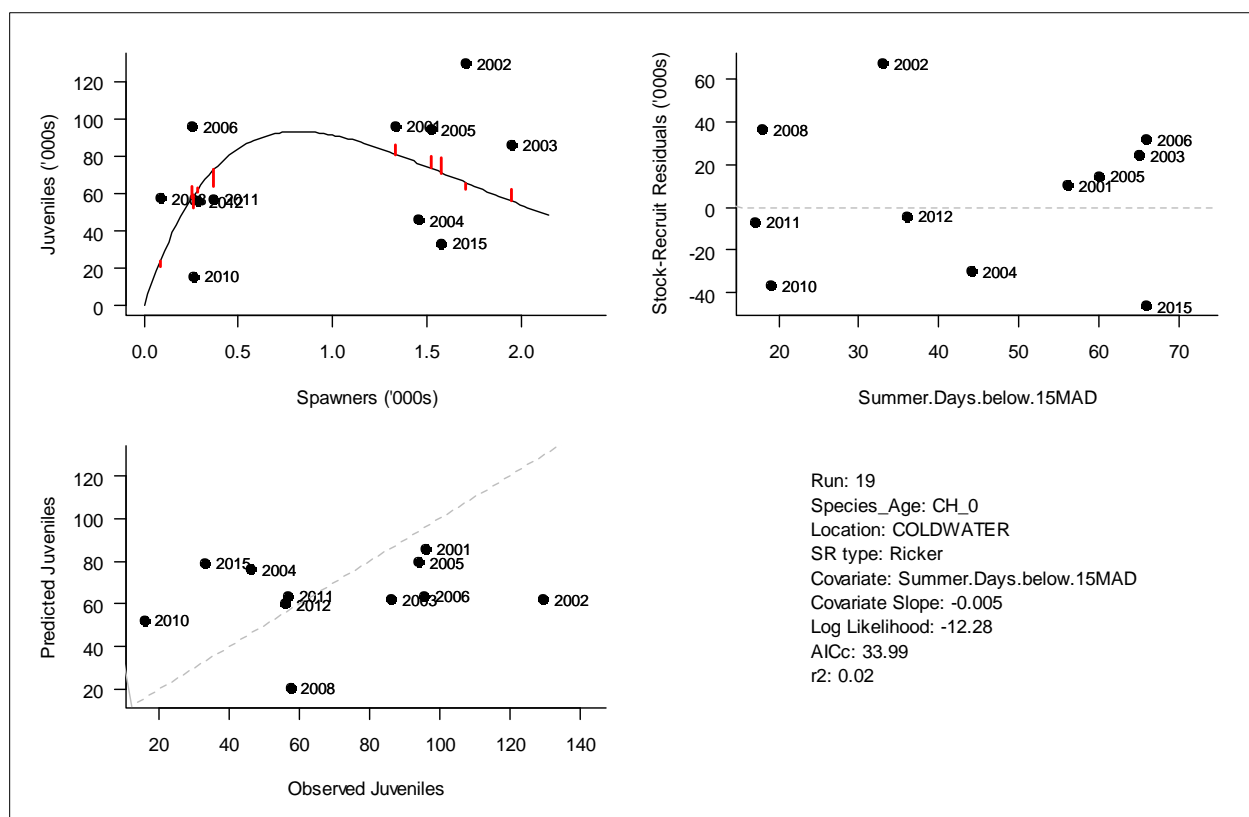 Juveniles ('000s)
120
100
80
60
40
20
0
2002
2006
2001
2005
2003
2008
2011
2012
2004
2015
2010
0.0 0.5 1.0 1.5 2.0
Spawners ('000s)
Stock-Recruit Residuals ('000s)
60
40
20
0
-20
-40
2002
2008
2006
2003
2005
2001
2011
2012
2004
2010
2015
20 30 40 50 60 70
Summer.Days.below.15MAD
Predicted Juveniles
120
100
80
60
40
20
2001
2015
2005
2004
2011
2012
2003
2006
2002
2010
2008
20 40 60 80 100 120 140
Observed Juveniles
Run: 19
Species_Age: CH_0
Location: COLDWATER
SR type: Ricker
Covariate: Summer.Days.below.15MAD
Covariate Slope: -0.005
Log Likelihood: -12.28
AICc: 33.99
r2: 0.02